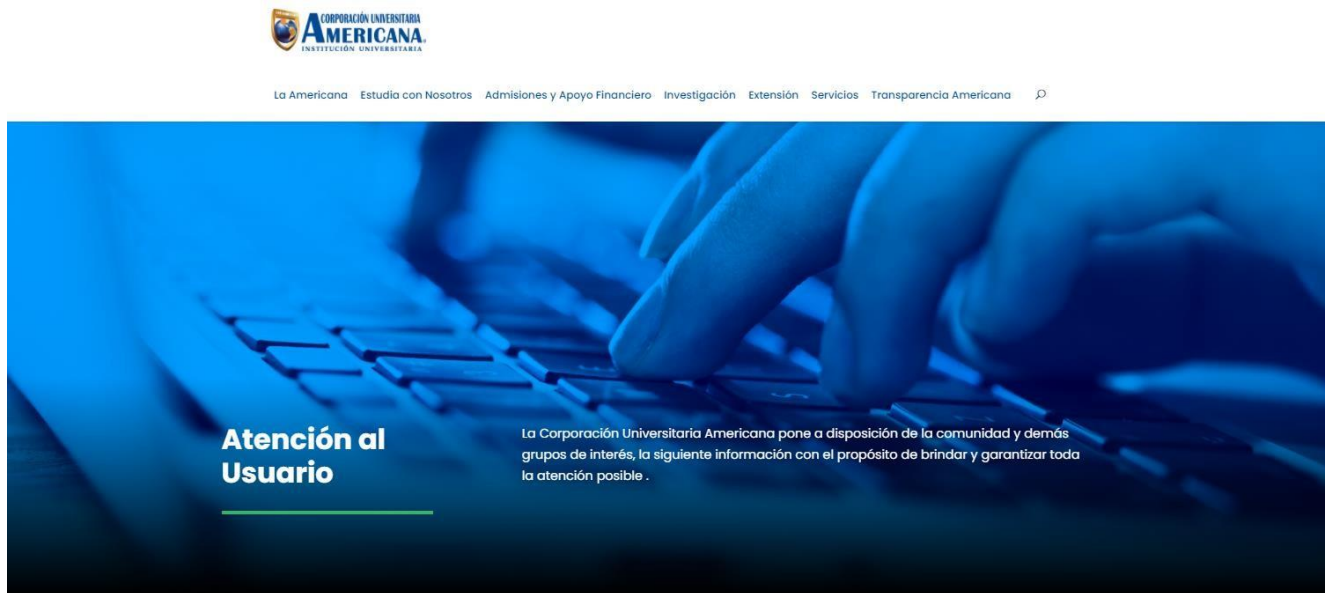 CORPORACIÓN UNIVERSITARIA
AMERICANA
INSTITUCIÓN UNIVERSITARIA
La Americana Estudia con Nosotros Admisiones y Apoyo Financiero Investigación Extensión Servicios Transparencia Americana
Atención al
Usuario
La Corporación Universitaria Americana pone a disposición de la comunidad y demás
grupos de interés, la siguiente información con el propósito de brindar y garantizar toda
la atención posible .